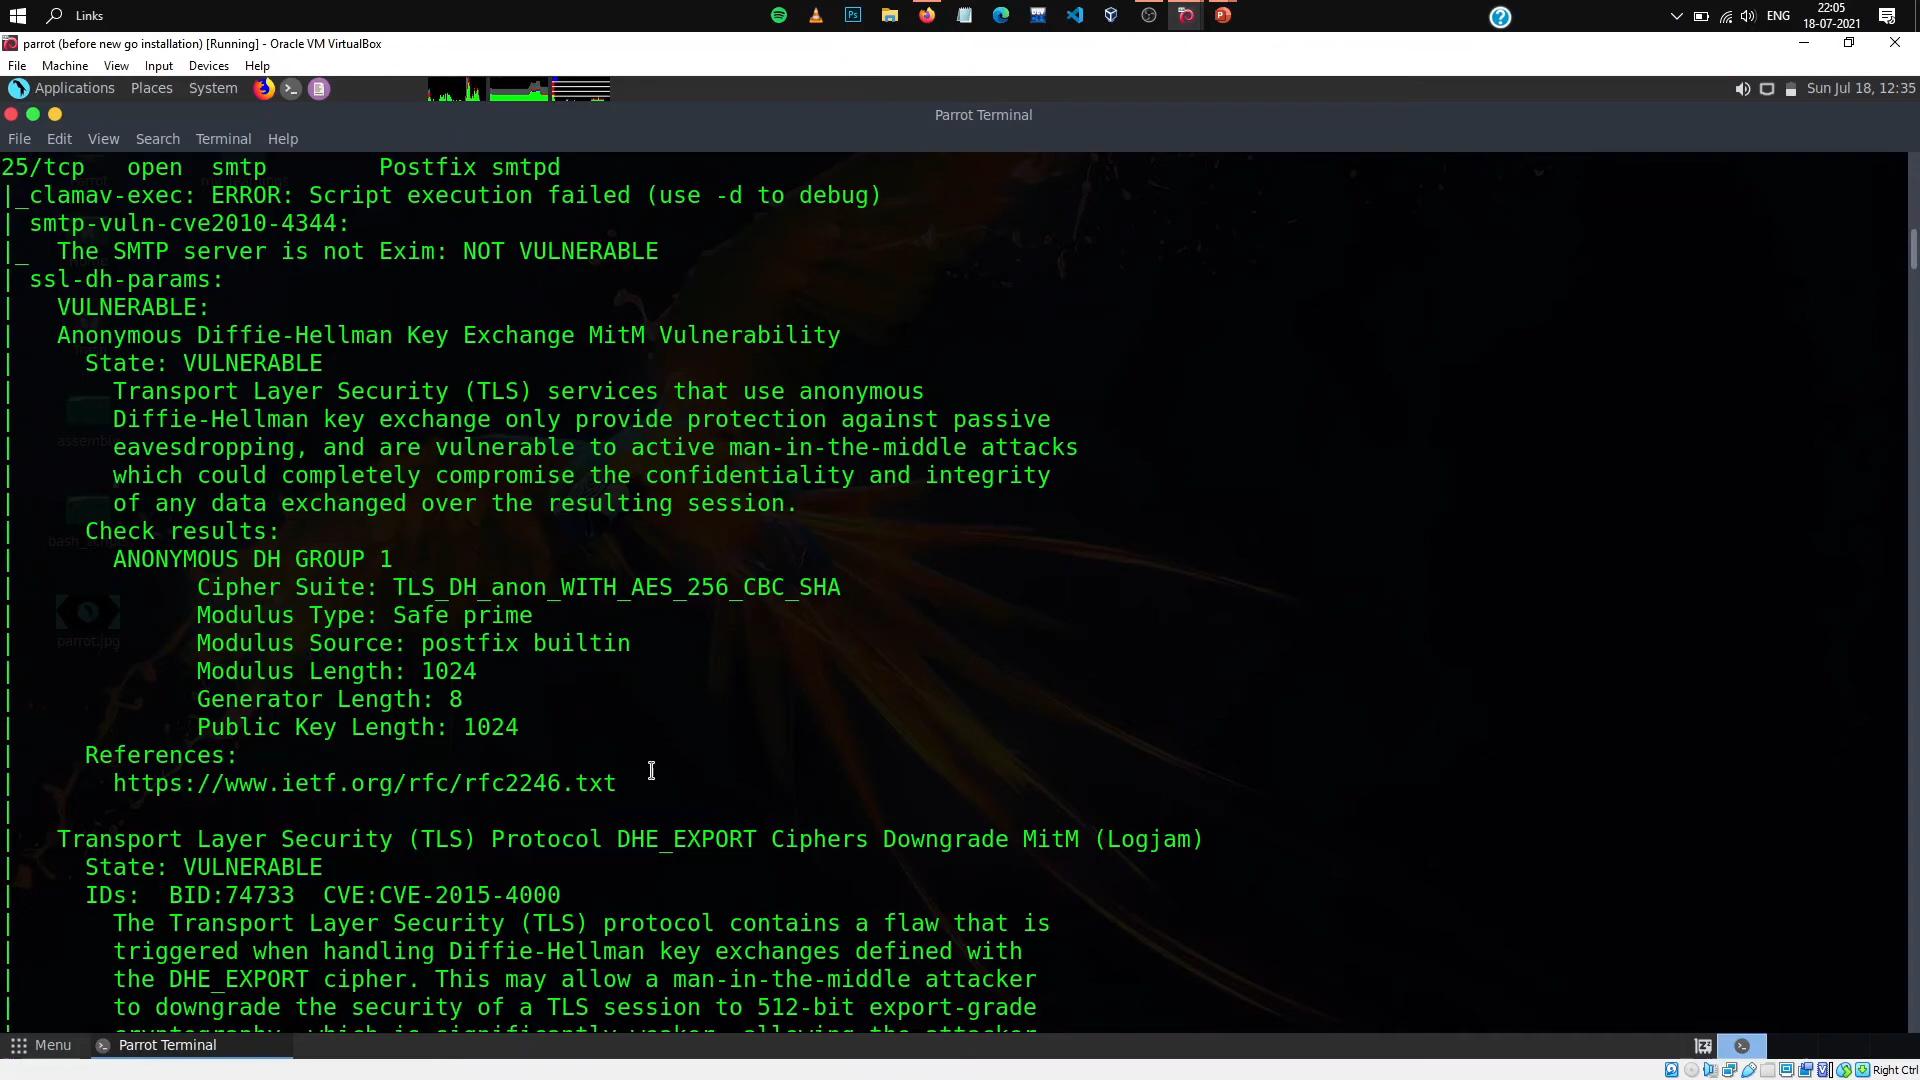 Links
ENG
22:05
18-07-2021
parrot (before new go installation) [Running] - Oracle VM VirtualBox
File Machine View Input Devices Help
Applications Places System
Sun Jul 18, 12:35
Parrot Terminal
File Edit View Search Terminal Help
25/tcp   open  smtp        Postfix smtpd
|_clamav-exec: ERROR: Script execution failed (use -d to debug)
| smtp-vuln-cve2010-4344:
|_  The SMTP server is not Exim: NOT VULNERABLE
| ssl-dh-params:
|   VULNERABLE:
|   Anonymous Diffie-Hellman Key Exchange MitM Vulnerability
|     State: VULNERABLE
|       Transport Layer Security (TLS) services that use anonymous
|       Diffie-Hellman key exchange only provide protection against passive
|       eavesdropping, and are vulnerable to active man-in-the-middle attacks
|       which could completely compromise the confidentiality and integrity
|       of any data exchanged over the resulting session.
|     Check results:
|       ANONYMOUS DH GROUP 1
|             Cipher Suite: TLS_DH_anon_WITH_AES_256_CBC_SHA
|             Modulus Type: Safe prime
|             Modulus Source: postfix builtin
|             Modulus Length: 1024
|             Generator Length: 8
|             Public Key Length: 1024
|     References:
|       https://www.ietf.org/rfc/rfc2246.txt
|
|   Transport Layer Security (TLS) Protocol DHE_EXPORT Ciphers Downgrade MitM (Logjam)
|     State: VULNERABLE
|     IDs:  BID:74733  CVE:CVE-2015-4000
|       The Transport Layer Security (TLS) protocol contains a flaw that is
|       triggered when handling Diffie-Hellman key exchanges defined with
|       the DHE_EXPORT cipher. This may allow a man-in-the-middle attacker
|       to downgrade the security of a TLS session to 512-bit export-grade
|       cryptography, which is significantly weaker, allowing the attacker
parrot.jpg
Menu
Parrot Terminal
Right Ctrl